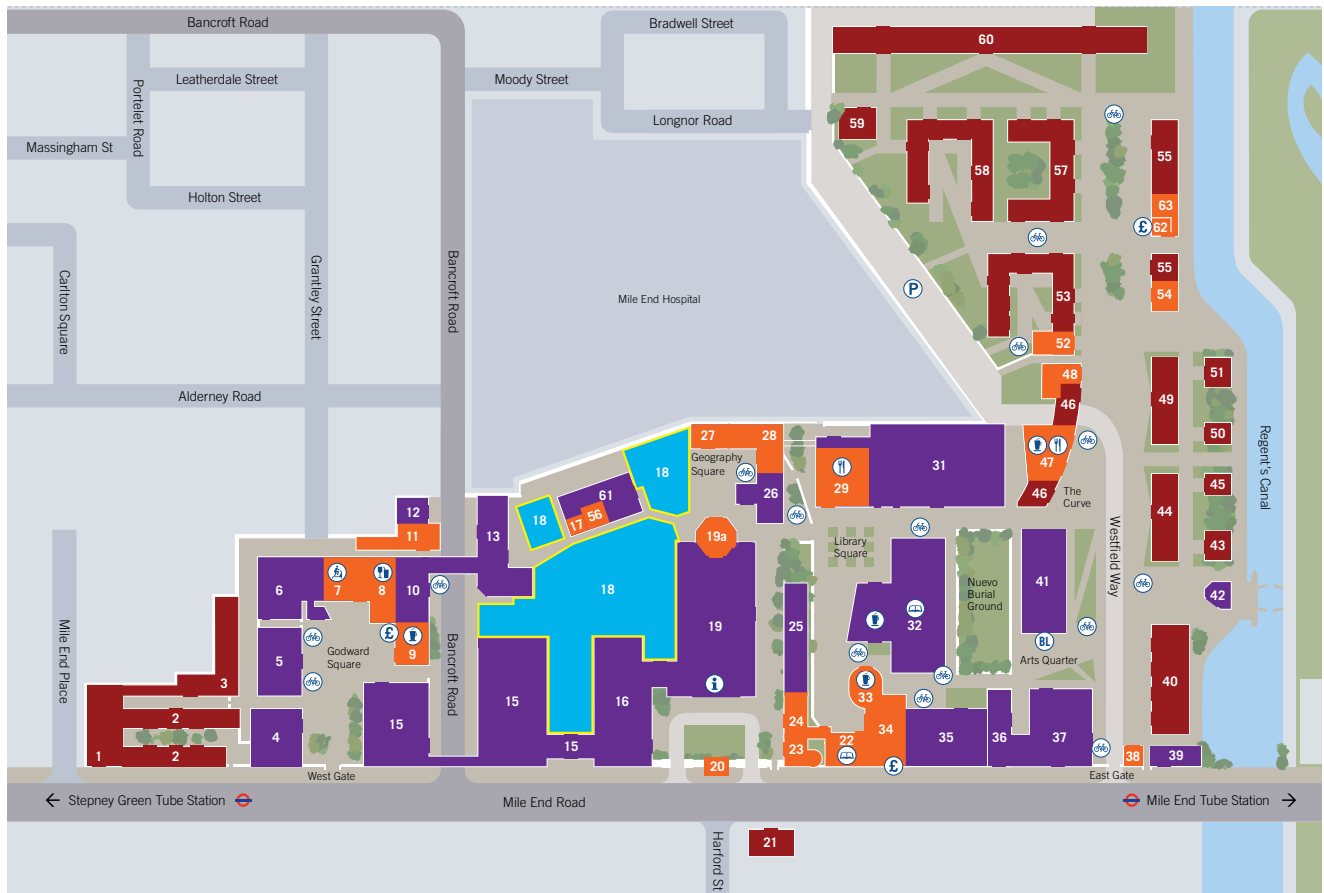 Bancroft Road
Bradwell Street
60
Leatherdale Street
Moody Street
Portelet Road
Longnor Road
59
Massingham St
55
58
57
Holton Street
63
£
62
Bancroft Road
Grantley Street
Carlton Square
55
P
54
53
Mile End Hospital
52
51
48
49
46
Alderney Road
50
Regent's Canal
27
28
Geography
Square
18
31
47
29
45
46
The
Curve
26
61
44
12
17
56
18
13
11
19a
Library
Square
43
Westfield Way
6
7
8
10
18
Nuevo
Burial
Ground
41
42
32
£
25
19
BL
9
Godward
Square
Arts Quarter
5
Mile End Place
Bancroft Road
3
i
40
33
15
15
16
2
24
34
4
22
35
36
37
15
23
1
2
38
39
£
20
West Gate
East Gate
Stepney Green Tube Station
Mile End Road
Mile End Tube Station
21
Harford St